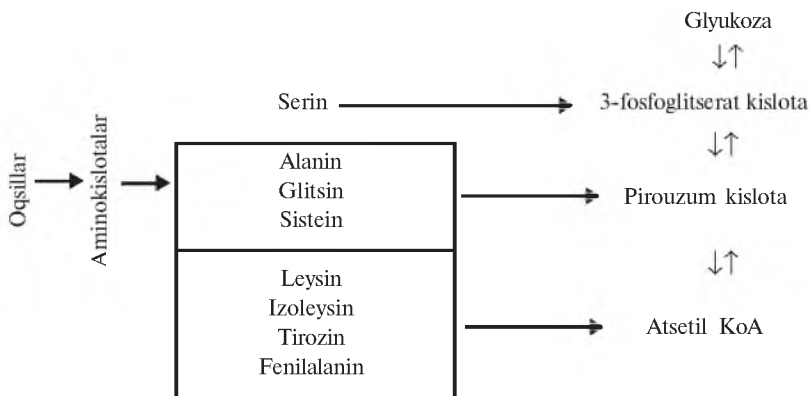 Glyukoza
Serin
3-fosfoglitserat kislota
Oqsillar
Aminokislotalar
Alanin
Glitsin
Sistein
Pirouzum kislota
Leysin
Izoleysin
Tirozin
Fenilalanin
Atsetil KoA